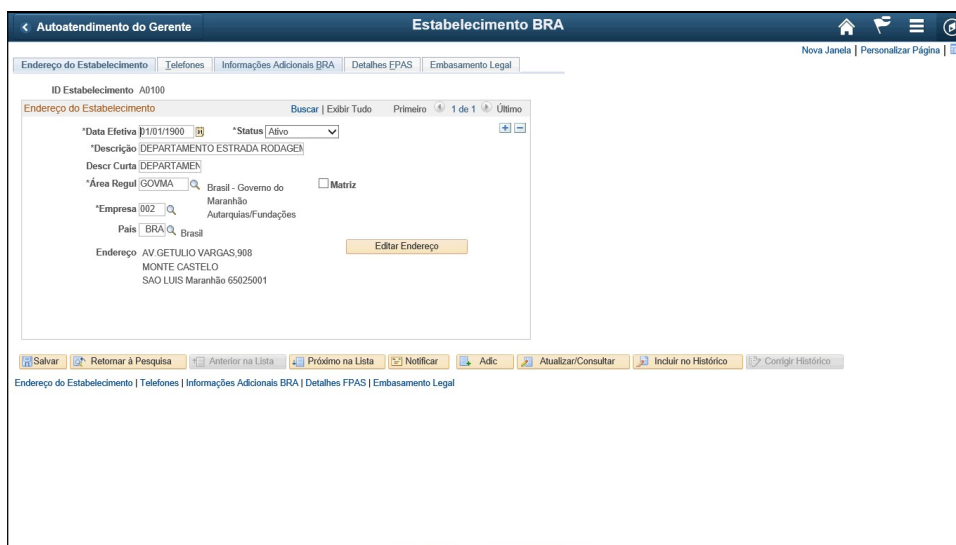 Autoatendimento do Gerente
Estabelecimento BRA
Nova Janela | Personalizar Página |
Endereço do Estabelecimento Telefones Informações Adicionais BRA Detalhes FPAS Embasamento Legal
ID Estabelecimento A0100
Endereço do Estabelecimento Buscar | Exibir Tudo Primeiro 1 de 1 Último
*Data Efetiva 01/01/1900 *Status Ativo
*Descrição DEPARTAMENTO ESTRADA RODAGEM
Descr Curta DEPARTAMEN
*Área Regul GOVMA Brasil - Governo do Maranhão Autarquias/Fundações Matriz
*Empresa 002
País BRA Brasil
Editar Endereço
Endereço AV.GETULIO VARGAS,908
MONTE CASTELO
SAO LUIS Maranhão 65025001
Salvar Retornar à Pesquisa Anterior na Lista Próximo na Lista Notificar Adic Atualizar/Consultar Incluir no Histórico Corrigir Histórico
Endereço do Estabelecimento | Telefones | Informações Adicionais BRA | Detalhes FPAS | Embasamento Legal